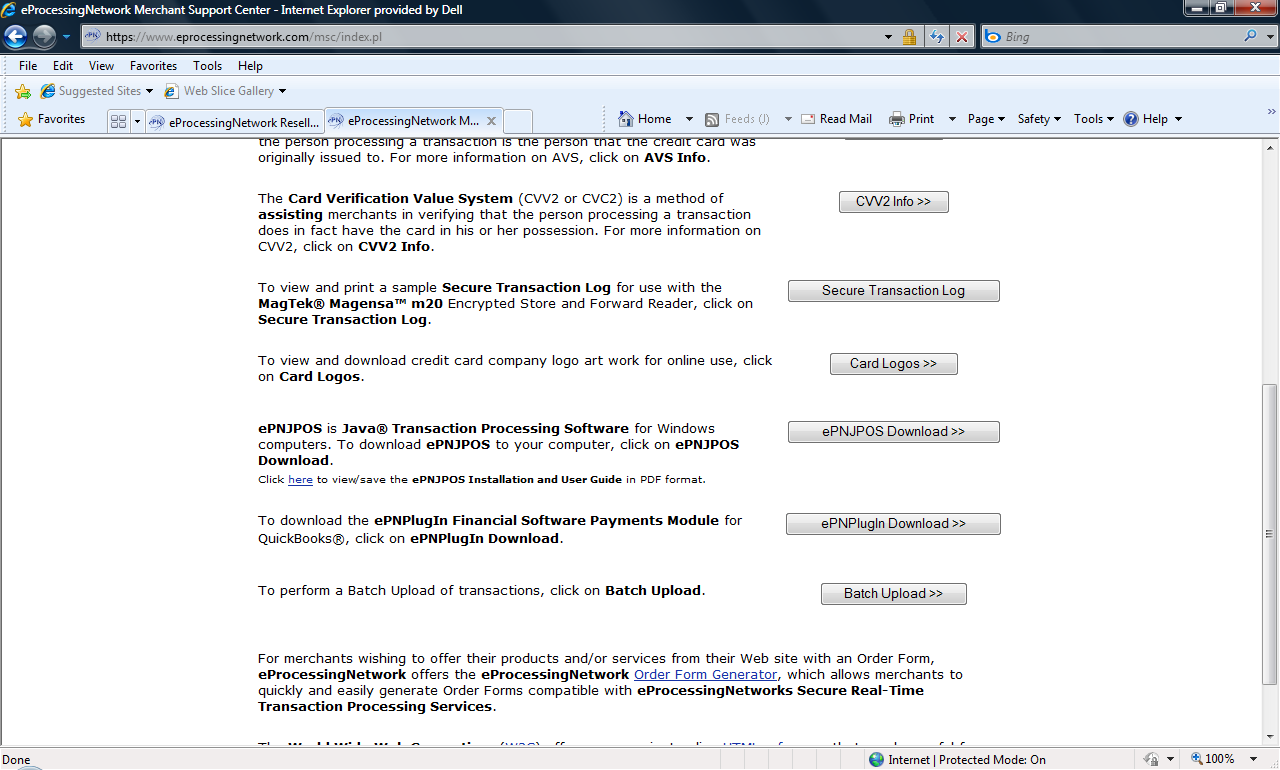 eProcessingNetwork Merchant Support Center - Internet Explorer provided by Dell
https://www.eprocessingnetwork.com/msc/index.pl
Bing
File Edit View Favorites Tools Help
Suggested Sites Web Slice Gallery
Favorites eProcessingNetwork Resell... eProcessingNetwork M... Home Feeds (J) Read Mail Print Page Safety Tools Help
the person processing a transaction is the person that the credit card was
originally issued to. For more information on AVS, click on AVS Info.
The Card Verification Value System (CVV2 or CVC2) is a method of
assisting merchants in verifying that the person processing a transaction
does in fact have the card in his or her possession. For more information on
CVV2, click on CVV2 Info.
CVV2 Info >>
To view and print a sample Secure Transaction Log for use with the
MagTek® Magensa™ m20 Encrypted Store and Forward Reader, click on
Secure Transaction Log.
Secure Transaction Log
To view and download credit card company logo art work for online use, click
on Card Logos.
Card Logos >>
ePNJPOS is Java® Transaction Processing Software for Windows
computers. To download ePNJPOS to your computer, click on ePNJPOS
Download.
Click here to view/save the ePNJPOS Installation and User Guide in PDF format.
ePNJPOS Download >>
To download the ePNPlugIn Financial Software Payments Module for
QuickBooks®, click on ePNPlugIn Download.
ePNPlugIn Download >>
To perform a Batch Upload of transactions, click on Batch Upload.
Batch Upload >>
For merchants wishing to offer their products and/or services from their Web site with an Order Form,
eProcessingNetwork offers the eProcessingNetwork Order Form Generator, which allows merchants to
quickly and easily generate Order Forms compatible with eProcessingNetworks Secure Real-Time
Transaction Processing Services.
Done
Internet | Protected Mode: On
100%